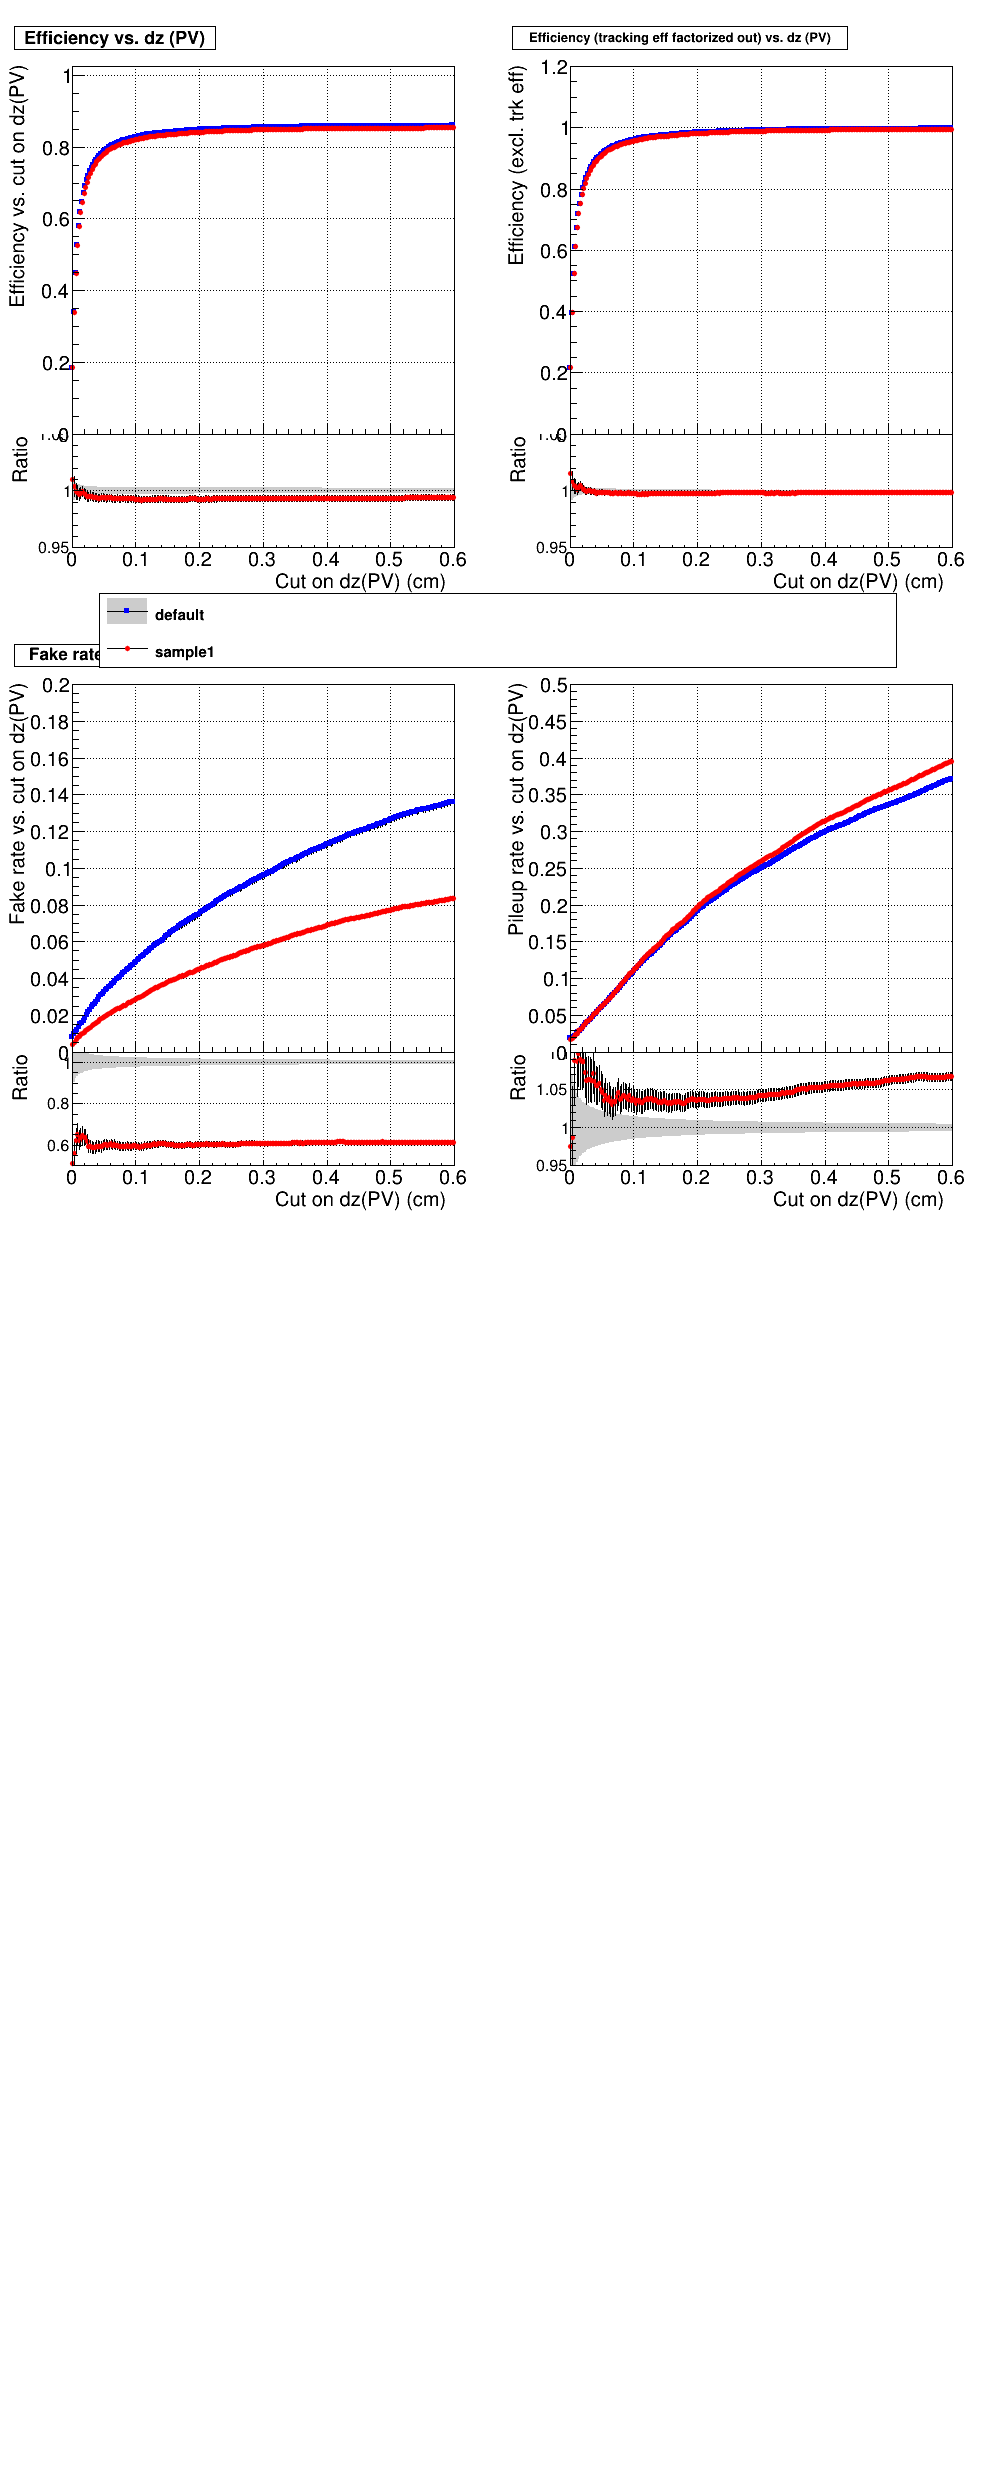 Efficiency vs. dz (PV)
Efficiency vs. cut on dz(PV)
1
0.8
0.6
0.4
0.2
0
Ratio
1
0.95
0 0.1 0.2 0.3 0.4 0.5 0.6
Cut on dz(PV) (cm)
Efficiency (tracking eff factorized out) vs. dz (PV)
Efficiency (excl. trk eff)
1.2
1
0.8
0.6
0.4
0.2
0
Ratio
1
0.95
0 0.1 0.2 0.3 0.4 0.5 0.6
Cut on dz(PV) (cm)
default
sample1
Fake rate
Fake rate vs. cut on dz(PV)
0.2
0.18
0.16
0.14
0.12
0.1
0.08
0.06
0.04
0.02
0
Ratio
0.8
0.6
0 0.1 0.2 0.3 0.4 0.5 0.6
Cut on dz(PV) (cm)
Pileup rate vs. cut on dz(PV)
0.5
0.45
0.4
0.35
0.3
0.25
0.2
0.15
0.1
0.05
0
Ratio
1.05
1
0.95
0 0.1 0.2 0.3 0.4 0.5 0.6
Cut on dz(PV) (cm)